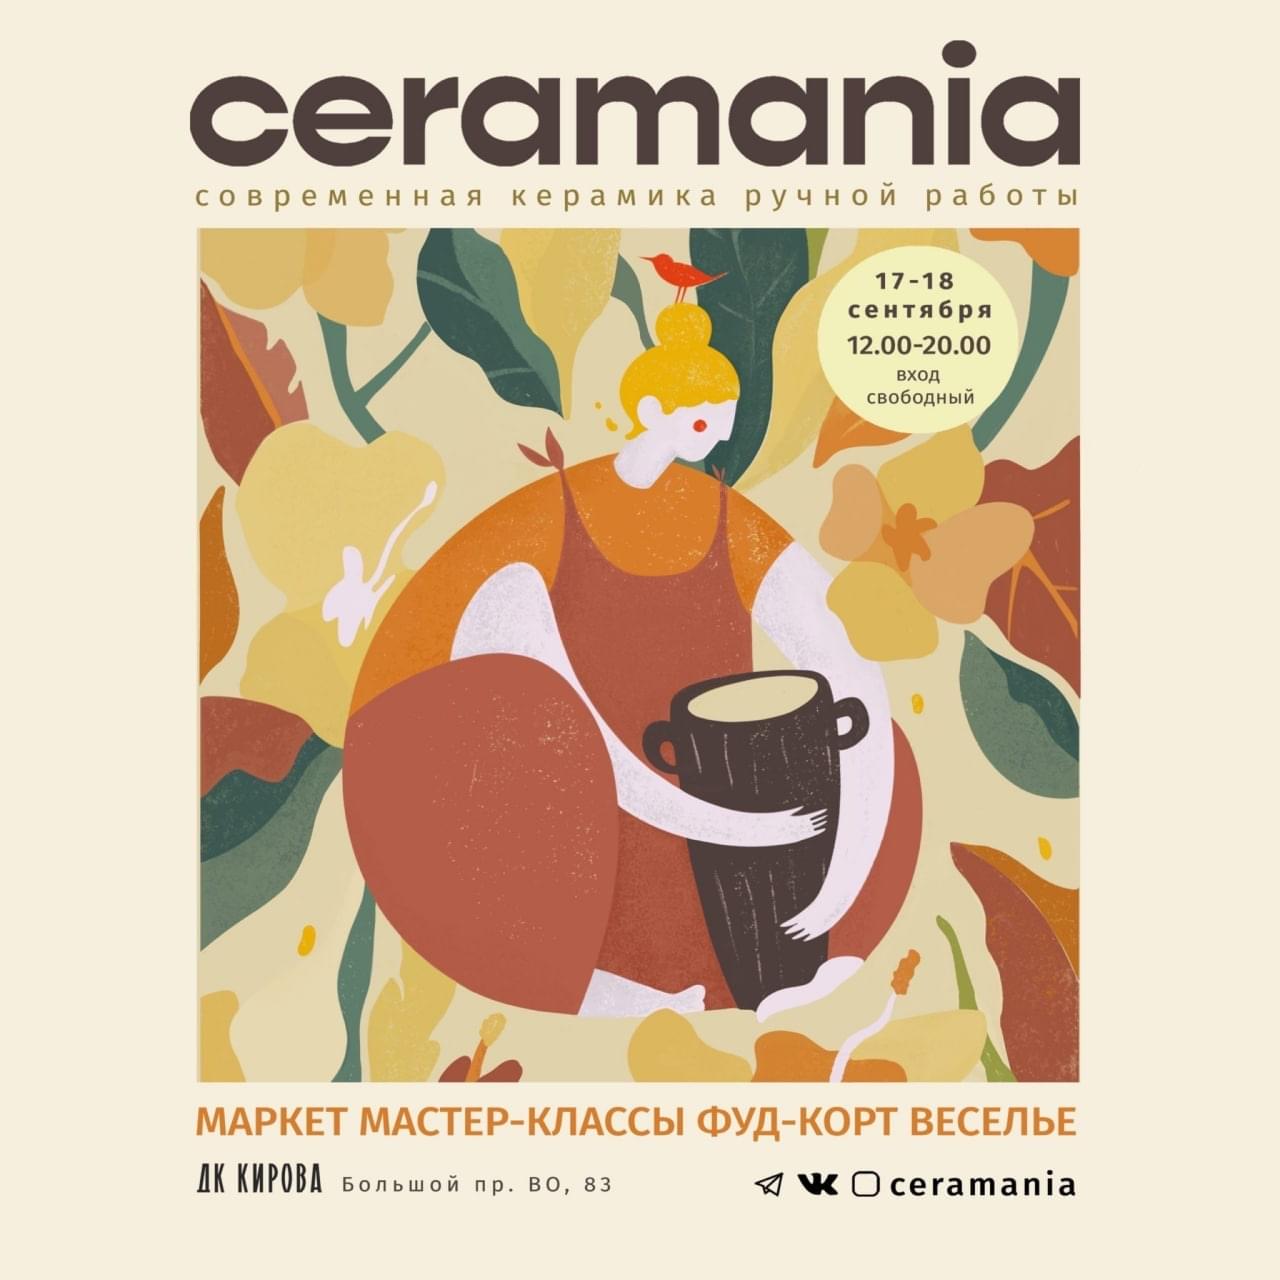 ceramania
современная керамика ручной работы
17-18
сентября
12.00-20.00
вход
свободный
МАРКЕТ МАСТЕР-КЛАССЫ ФУД-КОРТ ВЕСЕЛЬЕ
ДК КИРОВА Большой пр. ВО, 83
ceramania